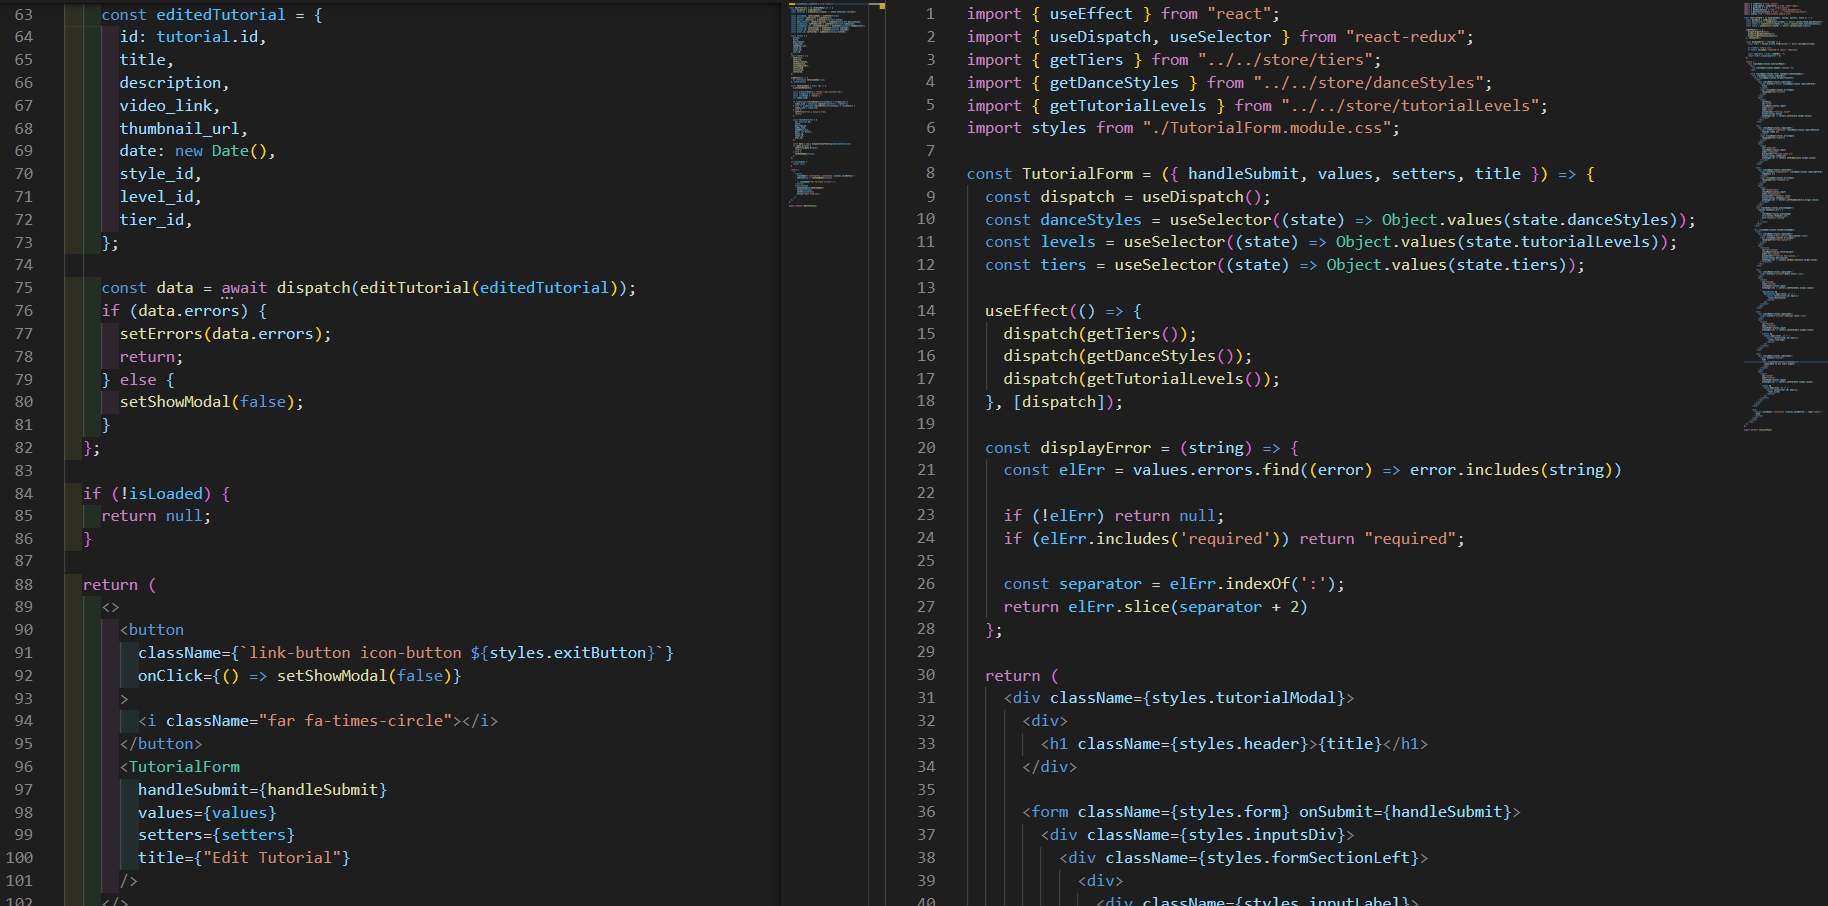 63 const editedTutorial = {
64 id: tutorial.id,
65 title,
66 description,
67 video_link,
68 thumbnail_url,
69 date: new Date(),
70 style_id,
71 level_id,
72 tier_id,
73 };
74
75 const data = await dispatch(editTutorial(editedTutorial));
76 if (data.errors) {
77 setErrors(data.errors);
78 return;
79 } else {
80 setShowModal(false);
81 }
82 };
83
84 if (!isLoaded) {
85 return null;
86 }
87
88 return (
89 <>
90 <button
91 className={`link-button icon-button ${styles.exitButton}`}
92 onClick={() => setShowModal(false)}
93 >
94 <i className="far fa-times-circle"></i>
95 </button>
96 <TutorialForm
97 handleSubmit={handleSubmit}
98 values={values}
99 setters={setters}
100 title={"Edit Tutorial"}
101 />
102 </>
1 import { useEffect } from "react";
2 import { useDispatch, useSelector } from "react-redux";
3 import { getTiers } from "../../store/tiers";
4 import { getDanceStyles } from "../../store/danceStyles";
5 import { getTutorialLevels } from "../../store/tutorialLevels";
6 import styles from "./TutorialForm.module.css";
7
8 const TutorialForm = ({ handleSubmit, values, setters, title }) => {
9 const dispatch = useDispatch();
10 const danceStyles = useSelector((state) => Object.values(state.danceStyles));
11 const levels = useSelector((state) => Object.values(state.tutorialLevels));
12 const tiers = useSelector((state) => Object.values(state.tiers));
13
14 useEffect(() => {
15 dispatch(getTiers());
16 dispatch(getDanceStyles());
17 dispatch(getTutorialLevels());
18 }, [dispatch]);
19
20 const displayError = (string) => {
21 const elErr = values.errors.find((error) => error.includes(string))
22
23 if (!elErr) return null;
24 if (elErr.includes('required')) return "required";
25
26 const separator = elErr.indexOf(':');
27 return elErr.slice(separator + 2)
28 };
29
30 return (
31 <div className={styles.tutorialModal}>
32 <div>
33 <h1 className={styles.header}>{title}</h1>
34 </div>
35
36 <form className={styles.form} onSubmit={handleSubmit}>
37 <div className={styles.inputsDiv}>
38 <div className={styles.formSectionLeft}>
39 <div>
40 <div className={styles.inputLabel}>